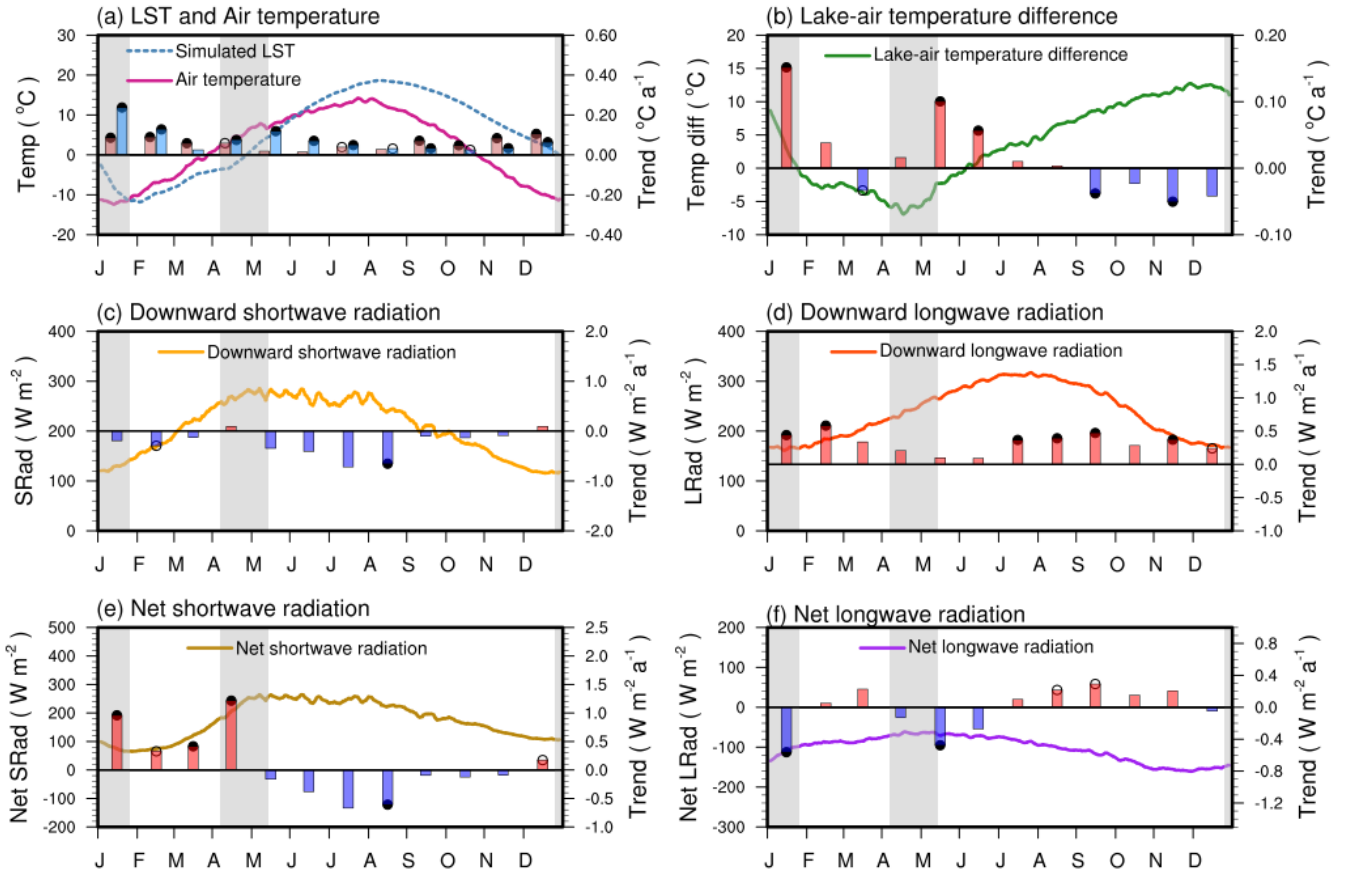 (a) LST and Air temperature
Temp ( °C)
30
20
10
0
-10
-20
Simulated LST
Air temperature
0.60
0.40
0.20
0.00
-0.20
-0.40
Trend ( °C a⁻¹)
J F M A M J J A S O N D
(b) Lake-air temperature difference
Temp diff ( °C)
20
15
10
5
0
-5
-10
Lake-air temperature difference
0.20
0.10
0.00
-0.10
Trend ( °C a⁻¹)
J F M A M J J A S O N D
(c) Downward shortwave radiation
SRad ( W m⁻²)
400
300
200
100
0
Downward shortwave radiation
2.0
1.0
0.0
-1.0
-2.0
Trend ( W m⁻² a⁻¹)
J F M A M J J A S O N D
(d) Downward longwave radiation
LRad ( W m⁻²)
400
300
200
100
0
Downward longwave radiation
2.0
1.5
1.0
0.5
0.0
-0.5
-1.0
Trend ( W m⁻² a⁻¹)
J F M A M J J A S O N D
(e) Net shortwave radiation
Net SRad ( W m⁻²)
500
400
300
200
100
0
-100
-200
Net shortwave radiation
2.5
2.0
1.5
1.0
0.5
0.0
-0.5
-1.0
Trend ( W m⁻² a⁻¹)
J F M A M J J A S O N D
(f) Net longwave radiation
Net LRad ( W m⁻²)
200
100
0
-100
-200
-300
Net longwave radiation
0.8
0.4
0.0
-0.4
-0.8
-1.2
Trend ( W m⁻² a⁻¹)
J F M A M J J A S O N D